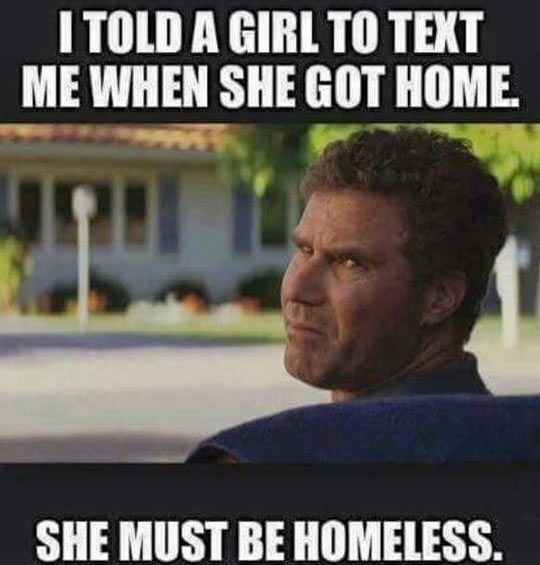 I TOLD A GIRL TO TEXT
ME WHEN SHE GOT HOME.
SHE MUST BE HOMELESS.